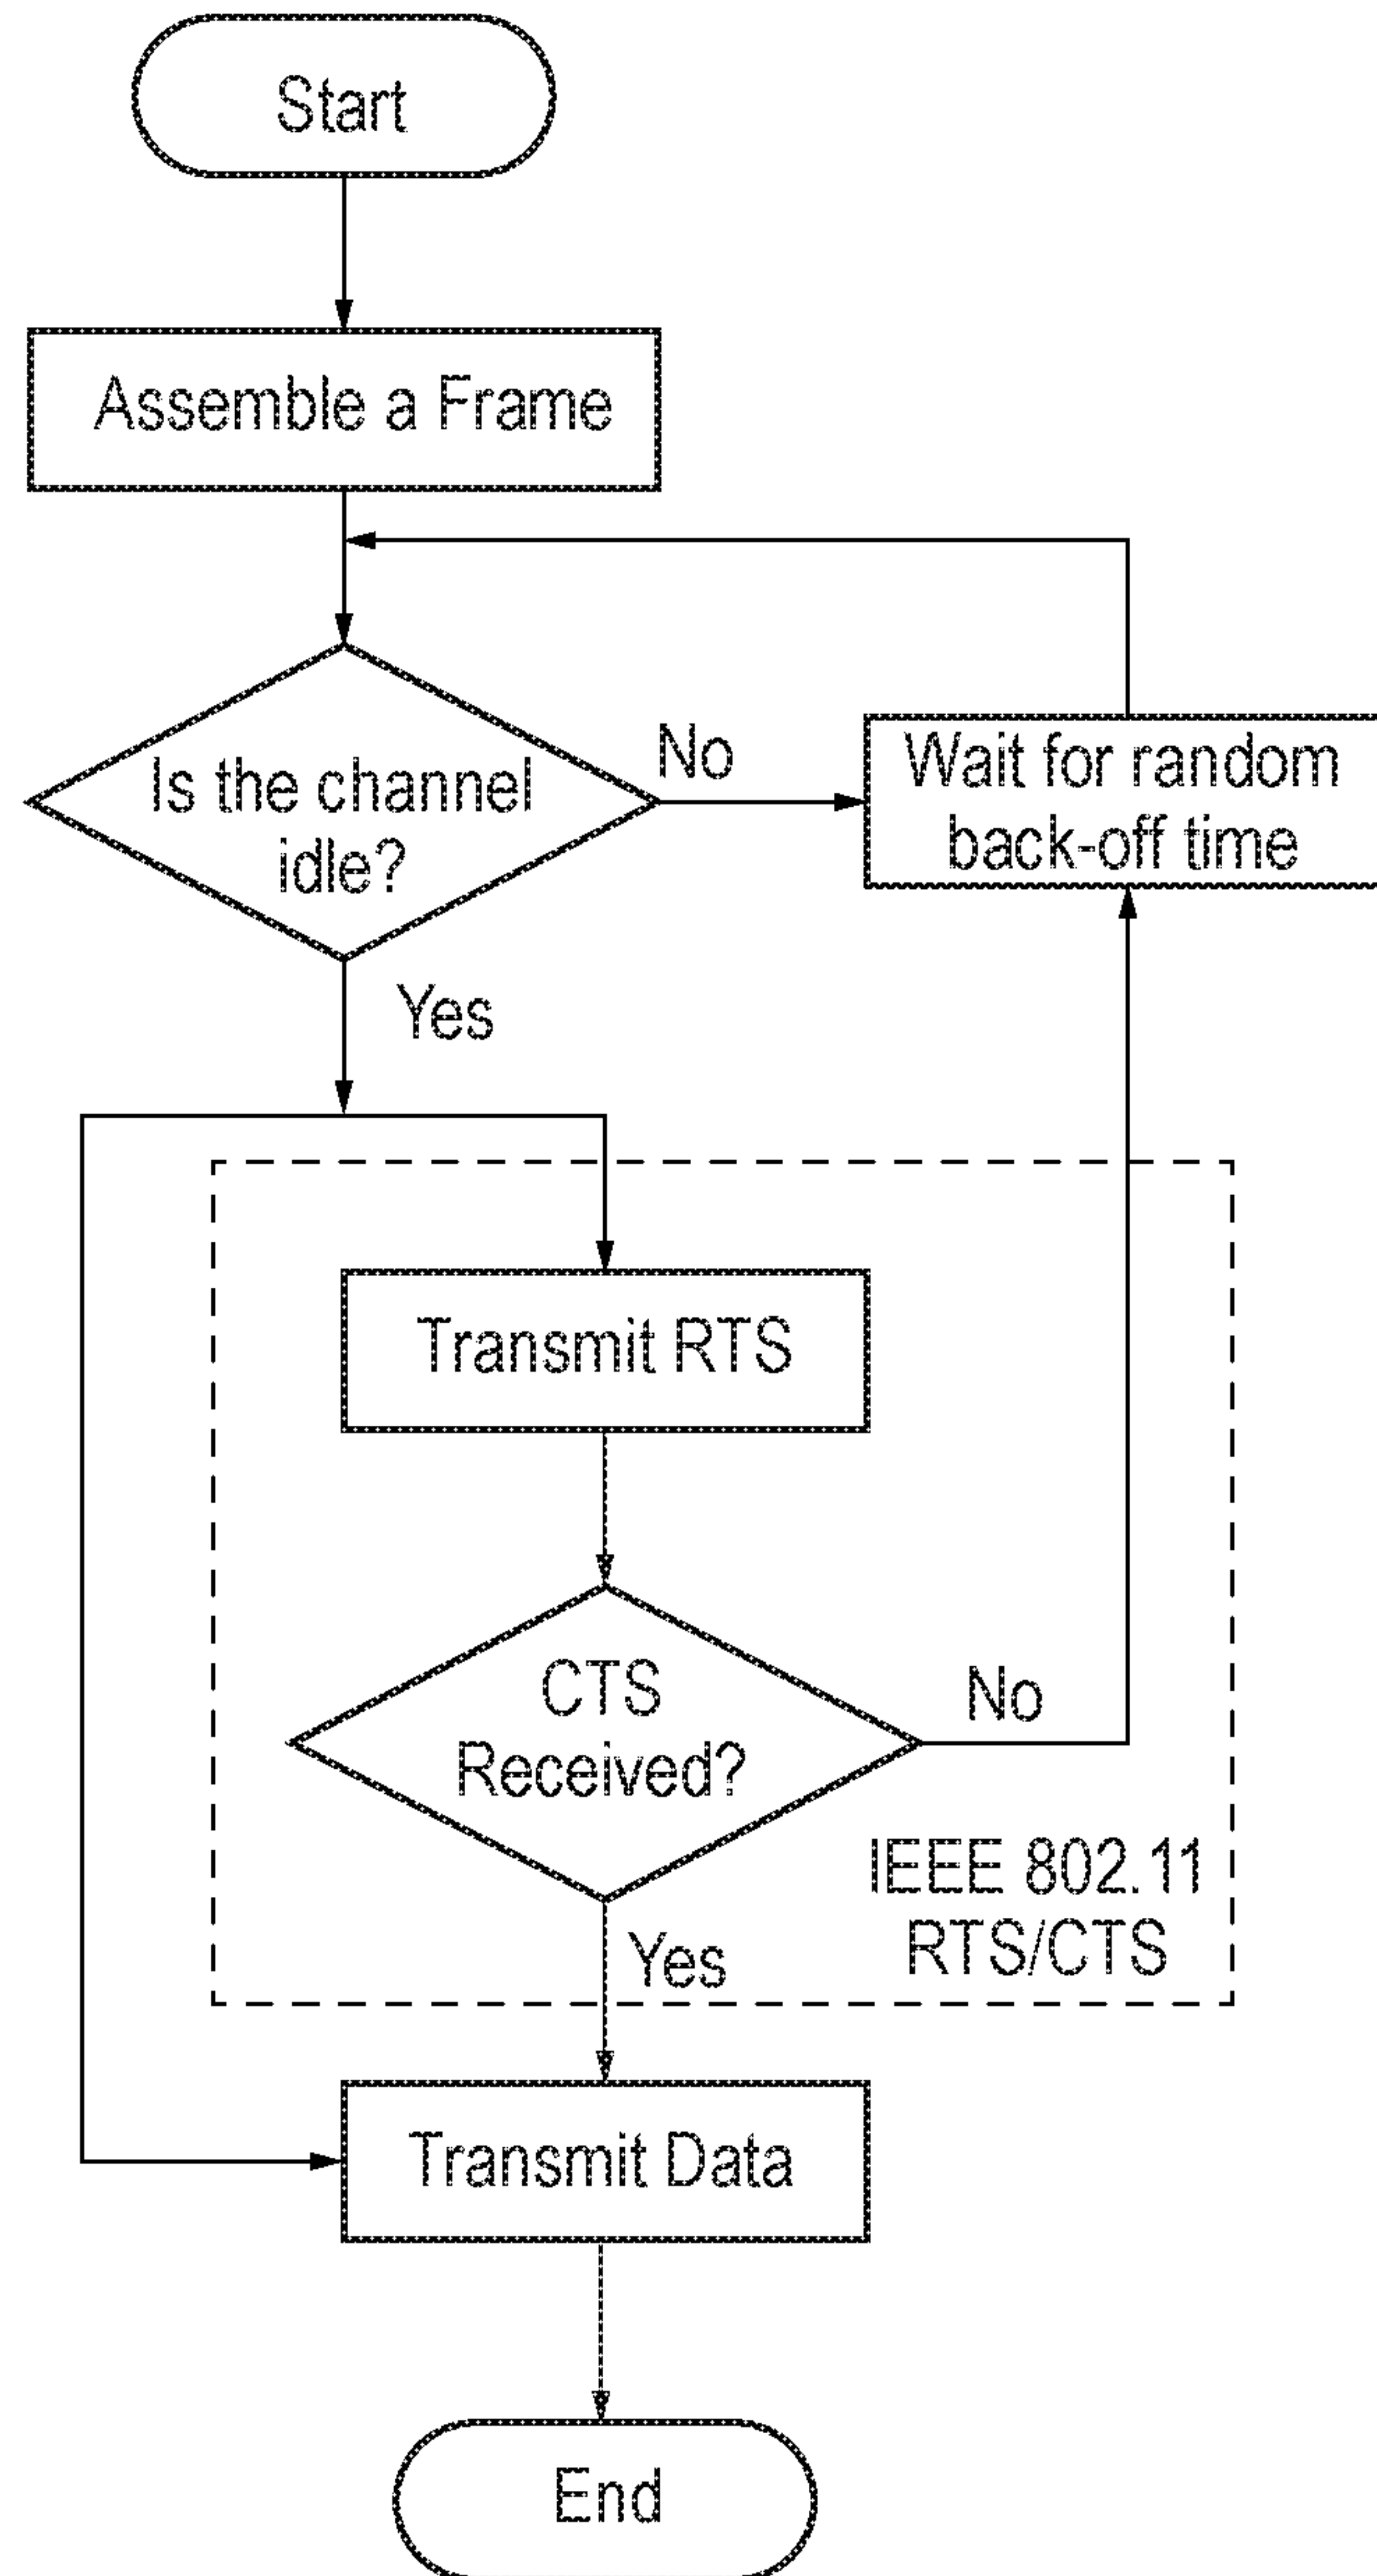 Start
Assemble a Frame
Is the channel
idle?
No
Wait for random
back-off time
Yes
Transmit RTS
CTS
Received?
No
IEEE 802.11
RTS/CTS
Yes
Transmit Data
End